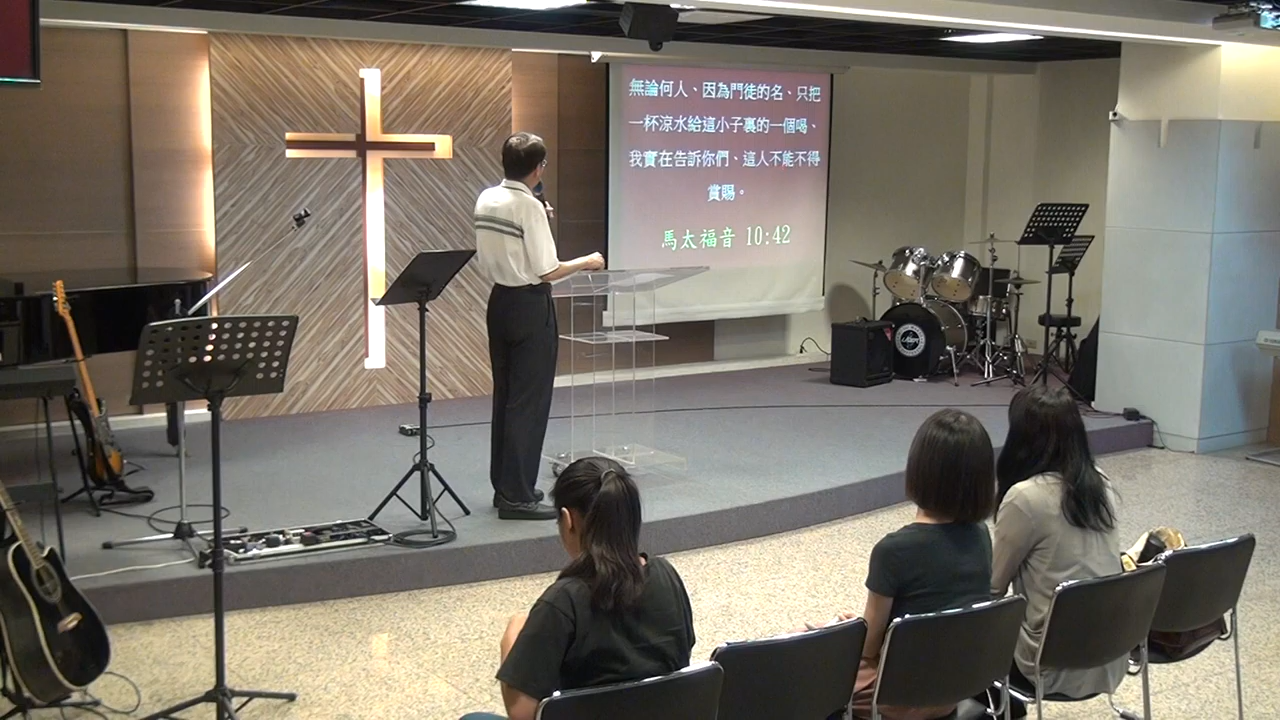 無論何人、因為門徒的名、只把
一杯涼水給這小子裏的一個喝、
我實在告訴你們、這人不能不得
賞賜。
馬太福音 10:42